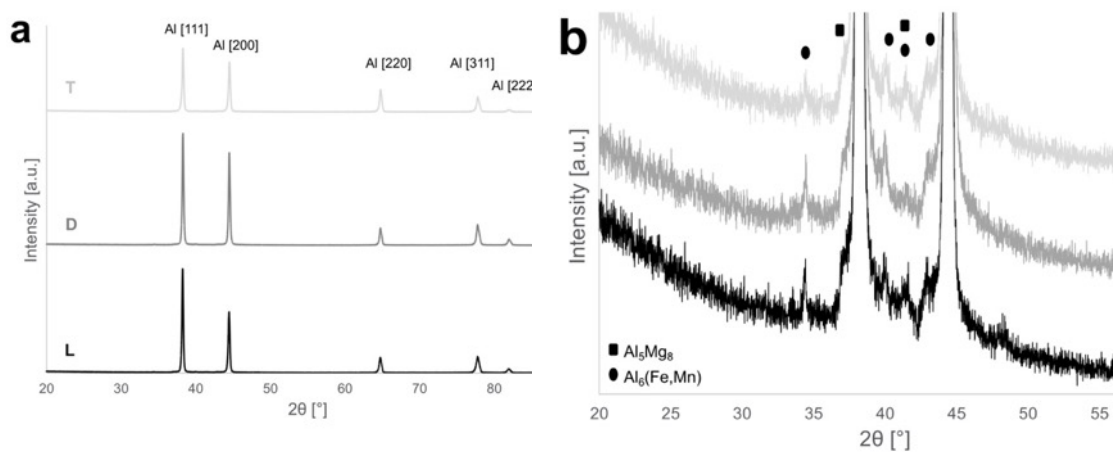 a
Al [111]
Al [200]
Al [220]
Al [311]
Al [222
T
D
L
Intensity [a.u.]
20 30 40 50 60 70 80
2θ [°]
b
Intensity [a.u.]
Al₅Mg₈
Al₆(Fe,Mn)
20 25 30 35 40 45 50 55
2θ [°]